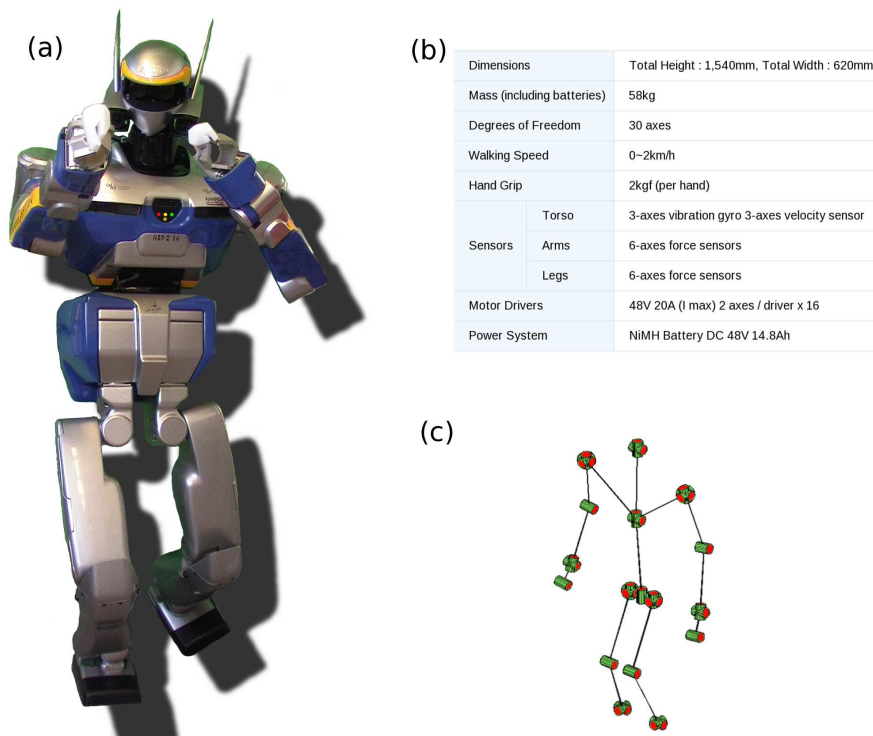 (a)
HRP-2 14
(b)
Dimensions Total Height : 1,540mm, Total Width : 620mm
Mass (including batteries) 58kg
Degrees of Freedom 30 axes
Walking Speed 0~2km/h
Hand Grip 2kgf (per hand)
Sensors Torso 3-axes vibration gyro 3-axes velocity sensor
Arms 6-axes force sensors
Legs 6-axes force sensors
Motor Drivers 48V 20A (I max) 2 axes / driver x 16
Power System NiMH Battery DC 48V 14.8Ah
(c)